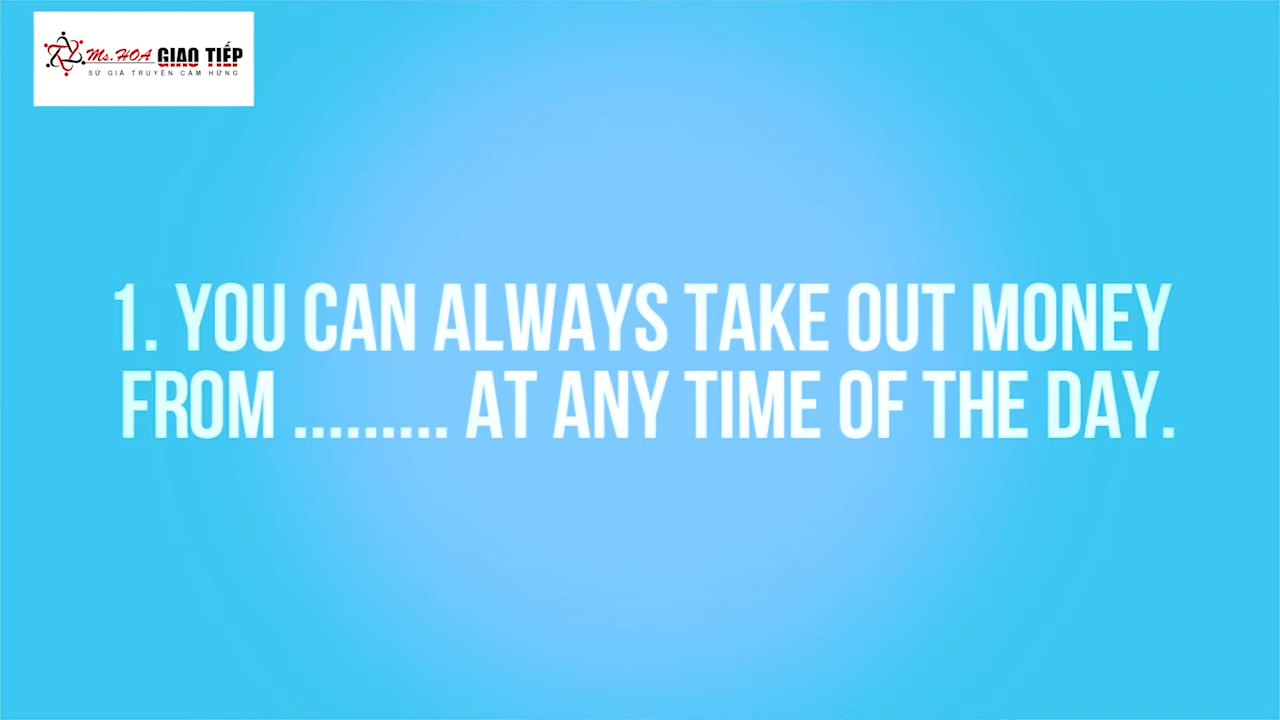 Ms. HOA GIAO TIẾP
SỨ GIẢ TRUYỀN CẢM HỨNG
1. YOU CAN ALWAYS TAKE OUT MONEY
FROM ......... AT ANY TIME OF THE DAY.